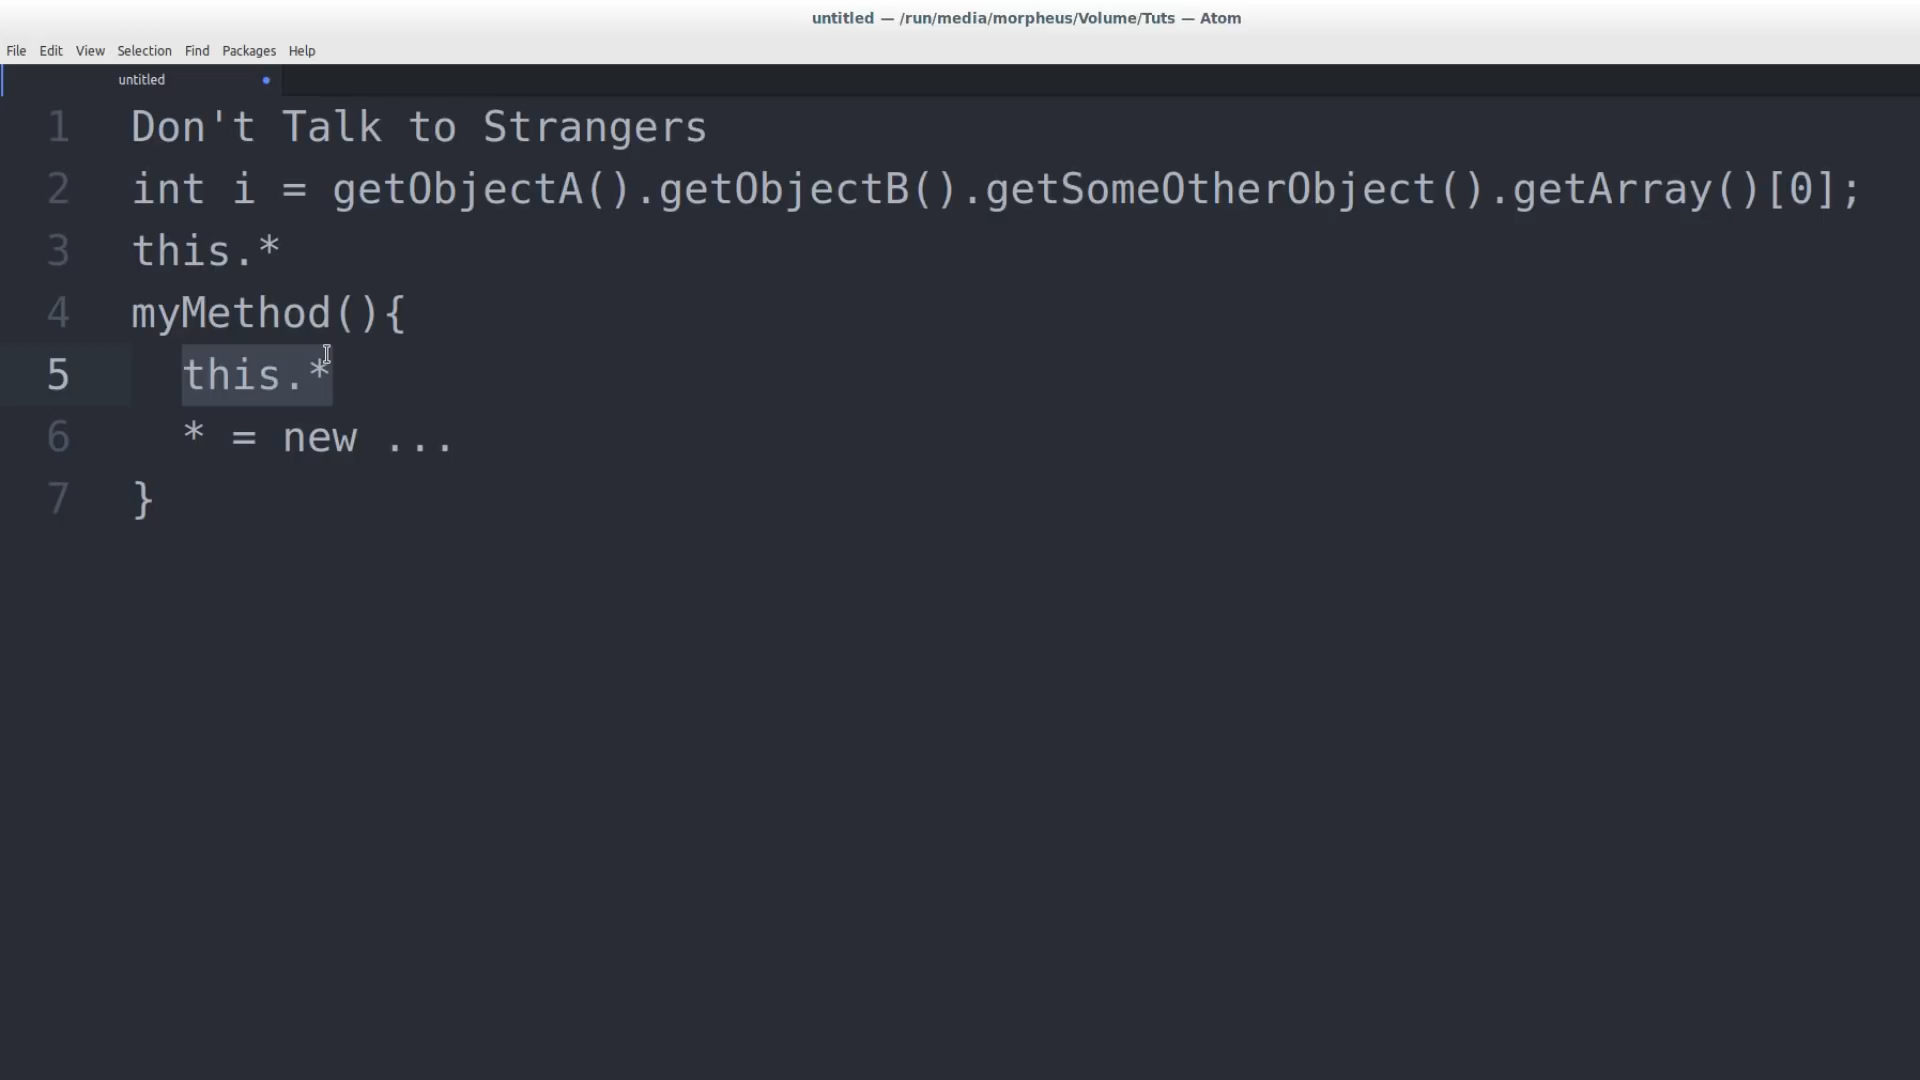 untitled — /run/media/morpheus/Volume/Tuts — Atom
File Edit View Selection Find Packages Help
untitled
1 Don't Talk to Strangers
2 int i = getObjectA().getObjectB().getSomeOtherObject().getArray()[0];
3 this.*
4 myMethod(){
5   this.*
6   * = new ...
7 }